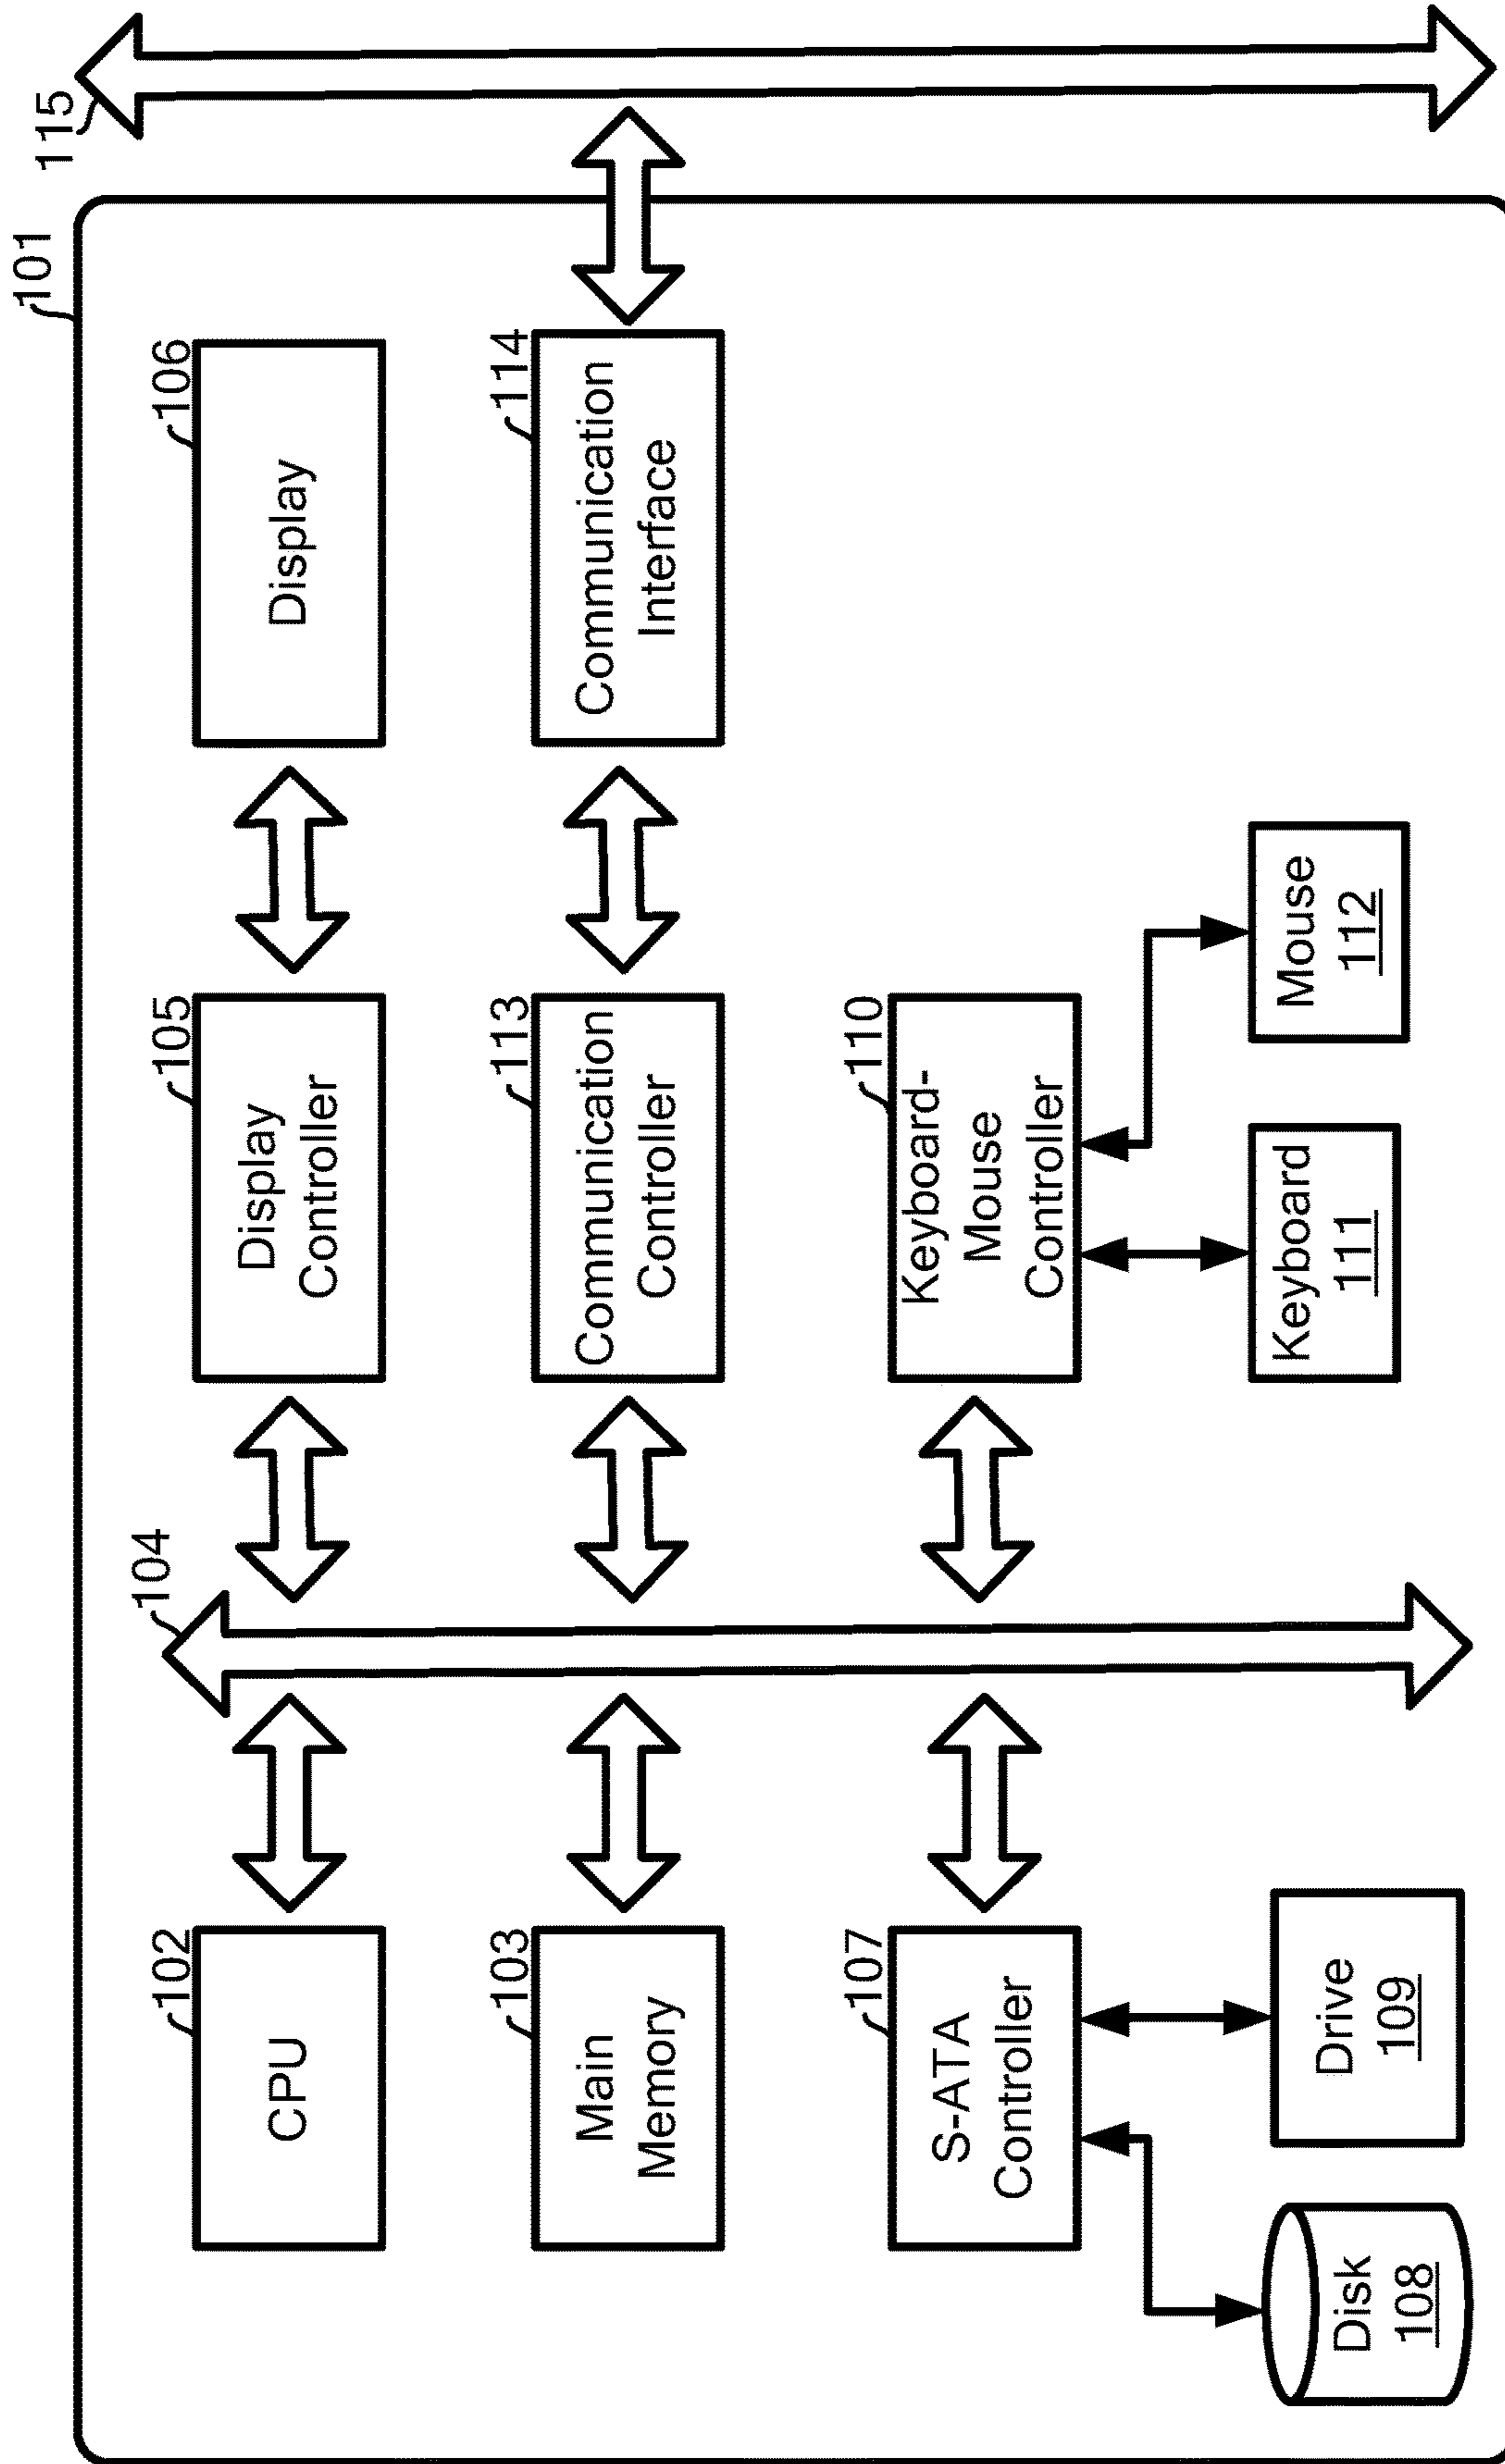 101
115
102
CPU
104
105
Display
Controller
106
Display
103
Main
Memory
113
Communication
Controller
114
Communication
Interface
107
S-ATA
Controller
110
Keyboard-
Mouse
Controller
Disk
108
Drive
109
Keyboard
111
Mouse
112